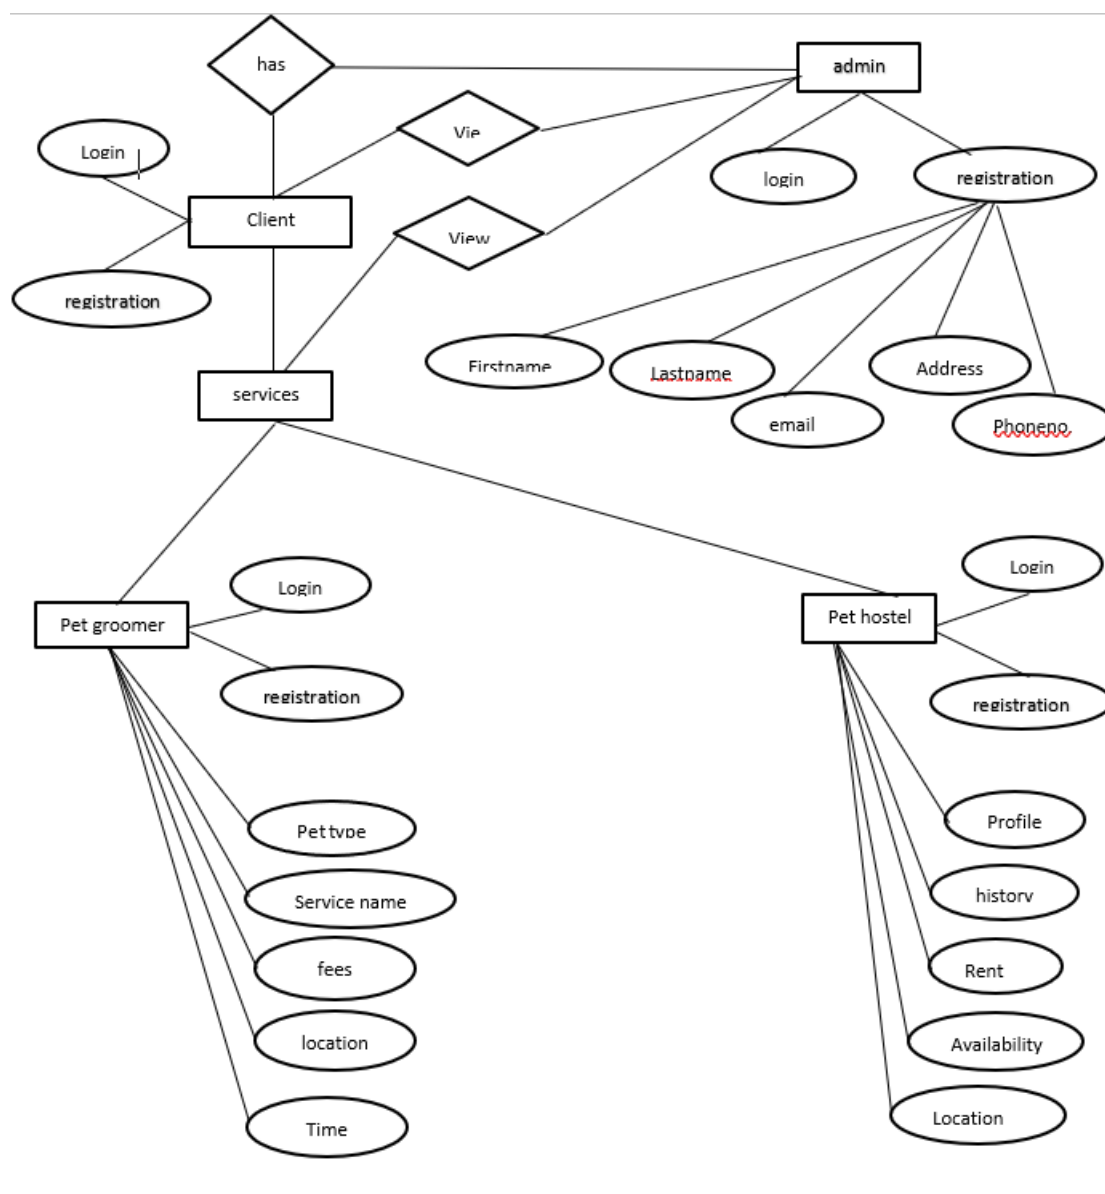 has
admin
Vie
Login
login
registration
Client
View
registration
Firstname
Lastname
Address
email
Phoneno
services
Login
Login
Pet groomer
Pet hostel
registration
registration
Pet type
Profile
Service name
history
fees
Rent
location
Availability
Time
Location